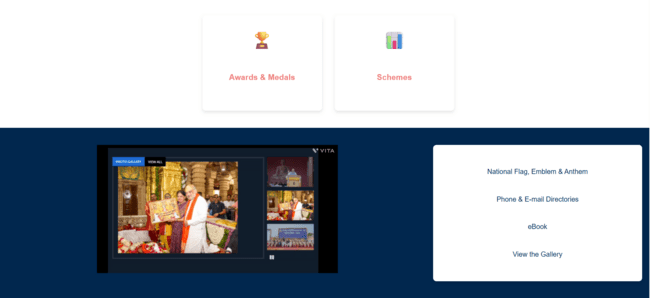 Awards & Medals
Schemes
VITA
PHOTO GALLERY
VIEW ALL
National Flag, Emblem & Anthem
Phone & E-mail Directories
eBook
View the Gallery